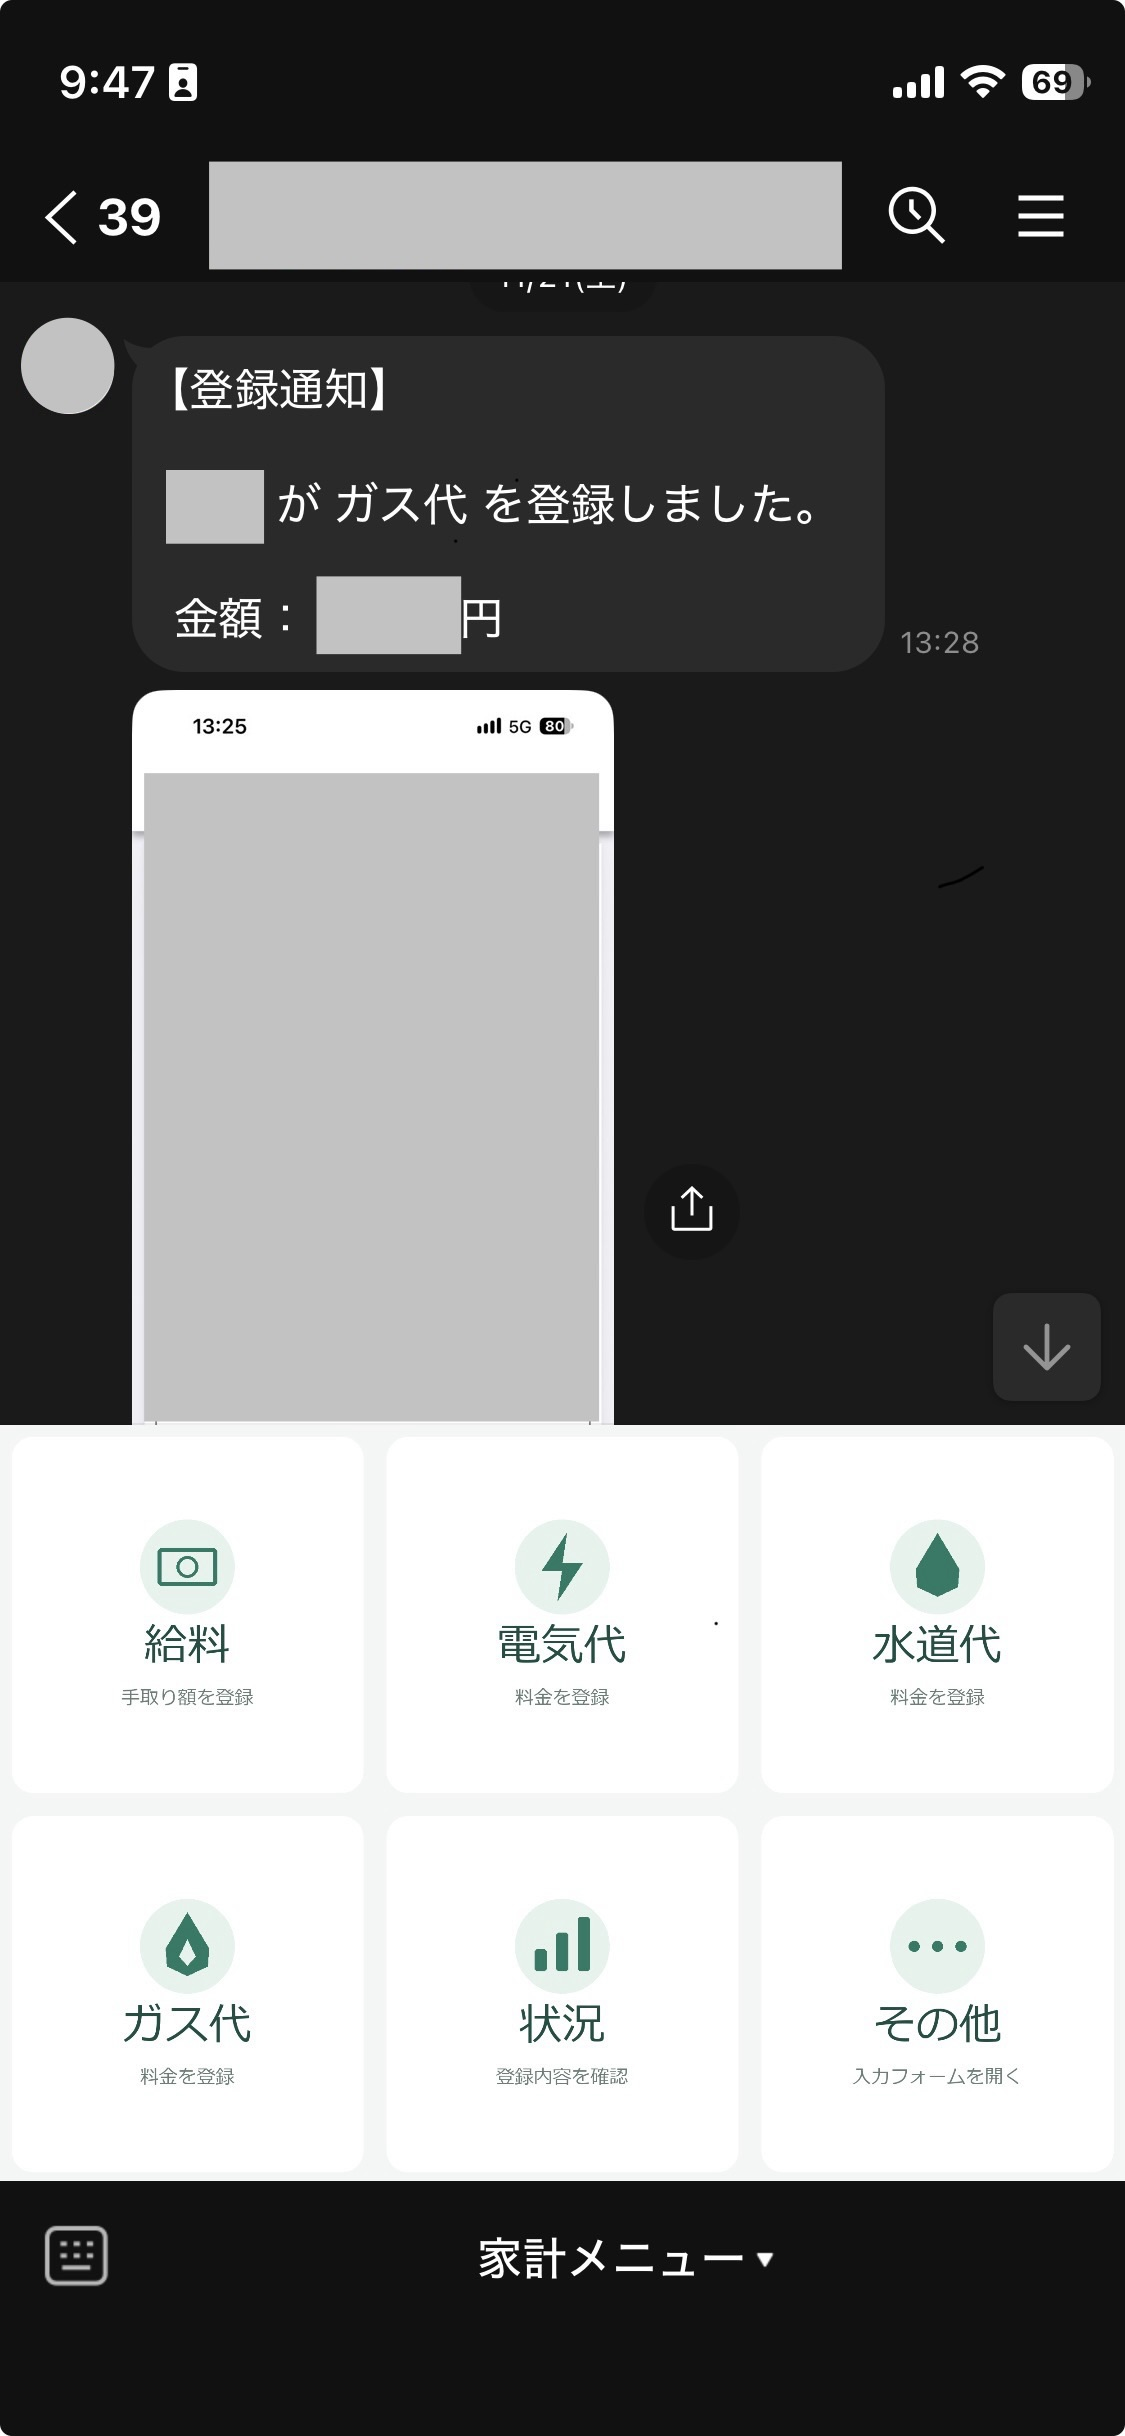 9:47
69
39
【登録通知】
が ガス代 を登録しました。
金額：
円
13:28
13:25
5G
80
給料
手取り額を登録
電気代
料金を登録
水道代
料金を登録
ガス代
料金を登録
状況
登録内容を確認
その他
入力フォームを開く
家計メニュー▼